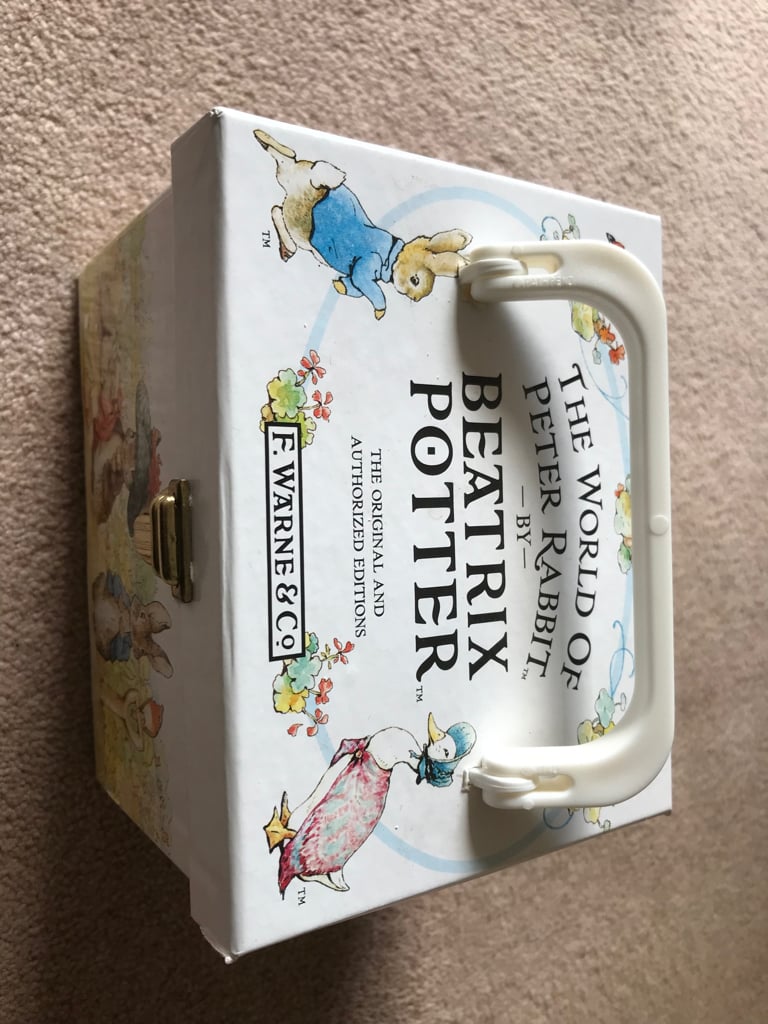 THE WORLD OF
PETER RABBIT™
—BY—
BEATRIX
POTTER™
THE ORIGINAL AND
AUTHORIZED EDITIONS
F. WARNE & Co
TM
TM